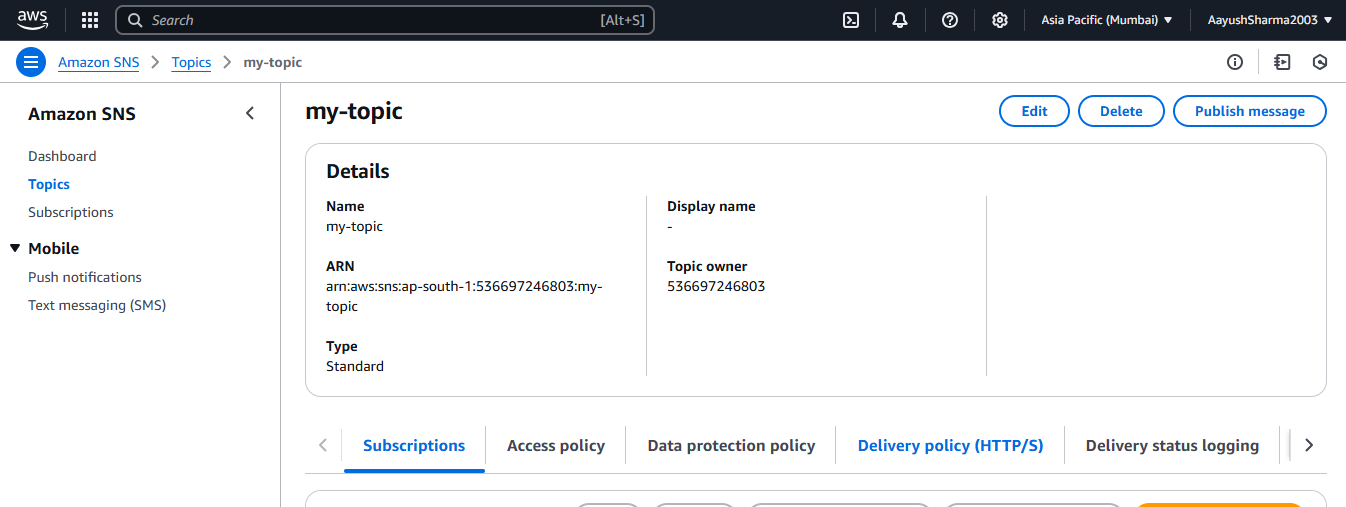 aws
Search
[Alt+S]
Asia Pacific (Mumbai)
AayushSharma2003
Amazon SNS
Topics
my-topic
Amazon SNS
Dashboard
Topics
Subscriptions
Mobile
Push notifications
Text messaging (SMS)
my-topic
Edit
Delete
Publish message
Details
Name
my-topic
ARN
arn:aws:sns:ap-south-1:536697246803:my-
topic
Type
Standard
Display name
-
Topic owner
536697246803
Subscriptions
Access policy
Data protection policy
Delivery policy (HTTP/S)
Delivery status logging